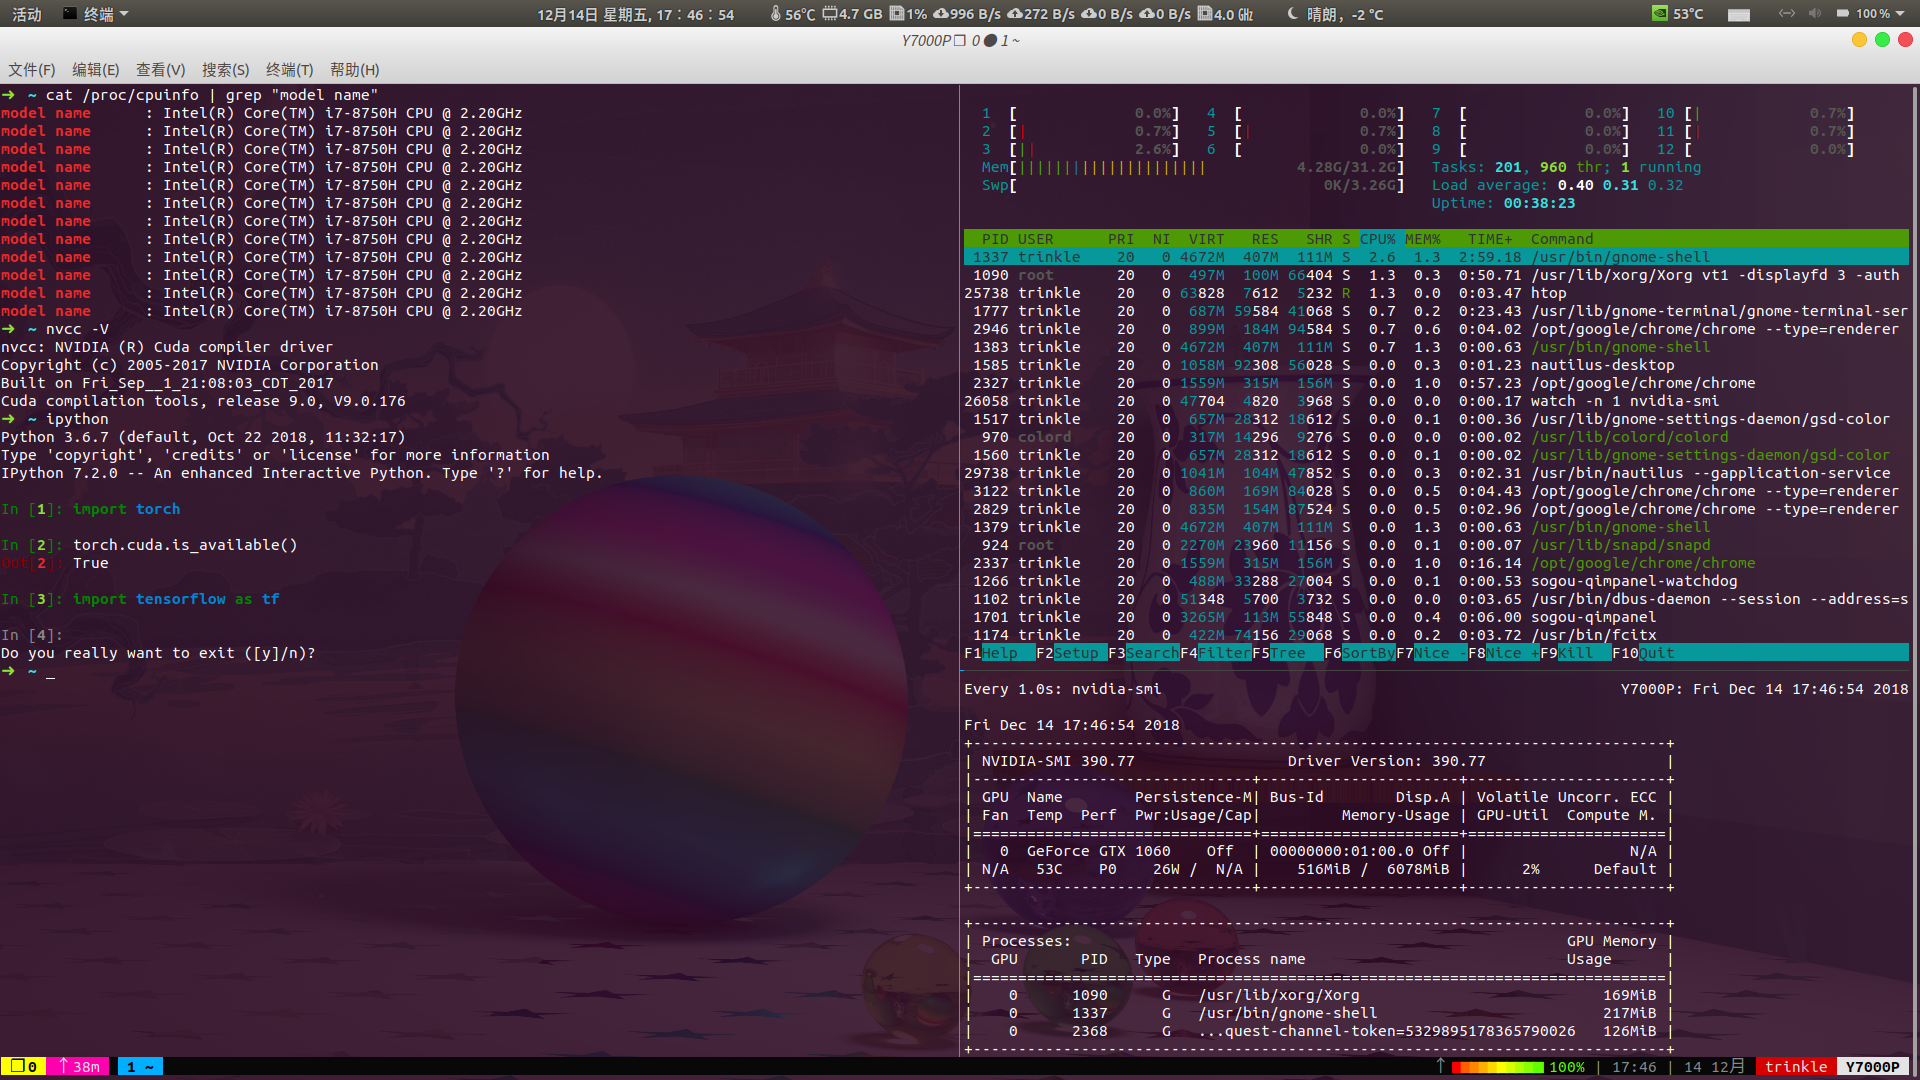 活动 终端 12月14日 星期五, 17：46：54 56℃ 4.7 GB 1% 996 B/s 272 B/s 0 B/s 0 B/s 4.0 ㎓ 晴朗，-2 ℃ 53℃ 100 %
Y7000P❐ 0 ● 1 ~
文件(F) 编辑(E) 查看(V) 搜索(S) 终端(T) 帮助(H)
➜ ~ cat /proc/cpuinfo | grep "model name"
model name : Intel(R) Core(TM) i7-8750H CPU @ 2.20GHz
model name : Intel(R) Core(TM) i7-8750H CPU @ 2.20GHz
model name : Intel(R) Core(TM) i7-8750H CPU @ 2.20GHz
model name : Intel(R) Core(TM) i7-8750H CPU @ 2.20GHz
model name : Intel(R) Core(TM) i7-8750H CPU @ 2.20GHz
model name : Intel(R) Core(TM) i7-8750H CPU @ 2.20GHz
model name : Intel(R) Core(TM) i7-8750H CPU @ 2.20GHz
model name : Intel(R) Core(TM) i7-8750H CPU @ 2.20GHz
model name : Intel(R) Core(TM) i7-8750H CPU @ 2.20GHz
model name : Intel(R) Core(TM) i7-8750H CPU @ 2.20GHz
model name : Intel(R) Core(TM) i7-8750H CPU @ 2.20GHz
model name : Intel(R) Core(TM) i7-8750H CPU @ 2.20GHz
➜ ~ nvcc -V
nvcc: NVIDIA (R) Cuda compiler driver
Copyright (c) 2005-2017 NVIDIA Corporation
Built on Fri_Sep__1_21:08:03_CDT_2017
Cuda compilation tools, release 9.0, V9.0.176
➜ ~ ipython
Python 3.6.7 (default, Oct 22 2018, 11:32:17)
Type 'copyright', 'credits' or 'license' for more information
IPython 7.2.0 -- An enhanced Interactive Python. Type '?' for help.
In [1]: import torch
In [2]: torch.cuda.is_available()
Out[2]: True
In [3]: import tensorflow as tf
In [4]:
Do you really want to exit ([y]/n)?
➜ ~ _
1 [ 0.0%] 4 [ 0.0%] 7 [ 0.0%] 10 [| 0.7%]
2 [| 0.7%] 5 [| 0.7%] 8 [ 0.0%] 11 [| 0.7%]
3 [|| 2.6%] 6 [ 0.0%] 9 [ 0.0%] 12 [ 0.0%]
Mem[||||||||||||||||||||| 4.28G/31.2G] Tasks: 201, 960 thr; 1 running
Swp[ 0K/3.26G] Load average: 0.40 0.31 0.32
Uptime: 00:38:23
PID USER PRI NI VIRT RES SHR S CPU% MEM% TIME+ Command
1337 trinkle 20 0 4672M 407M 111M S 2.6 1.3 2:59.18 /usr/bin/gnome-shell
1090 root 20 0 497M 100M 66404 S 1.3 0.3 0:50.71 /usr/lib/xorg/Xorg vt1 -displayfd 3 -auth
25738 trinkle 20 0 63828 7612 5232 R 1.3 0.0 0:03.47 htop
1777 trinkle 20 0 687M 59584 41068 S 0.7 0.2 0:23.43 /usr/lib/gnome-terminal/gnome-terminal-ser
2946 trinkle 20 0 899M 184M 94584 S 0.7 0.6 0:04.02 /opt/google/chrome/chrome --type=renderer
1383 trinkle 20 0 4672M 407M 111M S 0.7 1.3 0:00.63 /usr/bin/gnome-shell
1585 trinkle 20 0 1058M 92308 56028 S 0.0 0.3 0:01.23 nautilus-desktop
2327 trinkle 20 0 1559M 315M 156M S 0.0 1.0 0:57.23 /opt/google/chrome/chrome
26058 trinkle 20 0 47704 4820 3968 S 0.0 0.0 0:00.17 watch -n 1 nvidia-smi
1517 trinkle 20 0 657M 28312 18612 S 0.0 0.1 0:00.36 /usr/lib/gnome-settings-daemon/gsd-color
970 colord 20 0 317M 14296 9276 S 0.0 0.0 0:00.02 /usr/lib/colord/colord
1560 trinkle 20 0 657M 28312 18612 S 0.0 0.1 0:00.02 /usr/lib/gnome-settings-daemon/gsd-color
29738 trinkle 20 0 1041M 104M 47852 S 0.0 0.3 0:02.31 /usr/bin/nautilus --gapplication-service
3122 trinkle 20 0 860M 169M 84028 S 0.0 0.5 0:04.43 /opt/google/chrome/chrome --type=renderer
2829 trinkle 20 0 835M 154M 87524 S 0.0 0.5 0:02.96 /opt/google/chrome/chrome --type=renderer
1379 trinkle 20 0 4672M 407M 111M S 0.0 1.3 0:00.63 /usr/bin/gnome-shell
924 root 20 0 2270M 23960 11156 S 0.0 0.1 0:00.07 /usr/lib/snapd/snapd
2337 trinkle 20 0 1559M 315M 156M S 0.0 1.0 0:16.14 /opt/google/chrome/chrome
1266 trinkle 20 0 488M 33288 27004 S 0.0 0.1 0:00.53 sogou-qimpanel-watchdog
1102 trinkle 20 0 51348 5700 3732 S 0.0 0.0 0:03.65 /usr/bin/dbus-daemon --session --address=s
1701 trinkle 20 0 3265M 113M 55848 S 0.0 0.4 0:06.00 sogou-qimpanel
1174 trinkle 20 0 422M 74156 29068 S 0.0 0.2 0:03.72 /usr/bin/fcitx
F1Help F2Setup F3SearchF4FilterF5Tree F6SortByF7Nice -F8Nice +F9Kill F10Quit
Every 1.0s: nvidia-smi Y7000P: Fri Dec 14 17:46:54 2018
Fri Dec 14 17:46:54 2018
+-----------------------------------------------------------------------------+
| NVIDIA-SMI 390.77 Driver Version: 390.77 |
|-------------------------------+----------------------+----------------------+
| GPU Name Persistence-M| Bus-Id Disp.A | Volatile Uncorr. ECC |
| Fan Temp Perf Pwr:Usage/Cap| Memory-Usage | GPU-Util Compute M. |
|===============================+======================+======================|
| 0 GeForce GTX 1060 Off | 00000000:01:00.0 Off | N/A |
| N/A 53C P0 26W / N/A | 516MiB / 6078MiB | 2% Default |
+-------------------------------+----------------------+----------------------+
+-----------------------------------------------------------------------------+
| Processes: GPU Memory |
| GPU PID Type Process name Usage |
|=============================================================================|
| 0 1090 G /usr/lib/xorg/Xorg 169MiB |
| 0 1337 G /usr/bin/gnome-shell 217MiB |
| 0 2368 G ...quest-channel-token=5329895178365790026 126MiB |
+-----------------------------------------------------------------------------+
❐ 0 ↑ 38m 1 ~ ↑ 100% | 17:46 | 14 12月 trinkle Y7000P